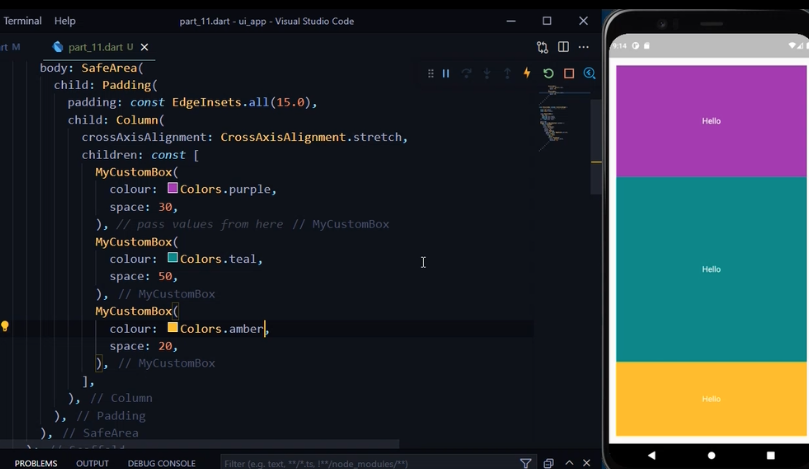 Terminal Help part_11.dart - ui_app - Visual Studio Code
rt M part_11.dart U
body: SafeArea(
child: Padding(
padding: const EdgeInsets.all(15.0),
child: Column(
crossAxisAlignment: CrossAxisAlignment.stretch,
children: const [
MyCustomBox(
colour: Colors.purple,
space: 30,
), // pass values from here // MyCustomBox
MyCustomBox(
colour: Colors.teal,
space: 50,
), // MyCustomBox
MyCustomBox(
colour: Colors.amber,
space: 20,
), // MyCustomBox
],
), // Column
), // Padding
), // SafeArea
), // Scaffold
PROBLEMS OUTPUT DEBUG CONSOLE Filter (e.g. text, **/*.ts, !**/node_modules/**)
9:14
Hello
Hello
Hello